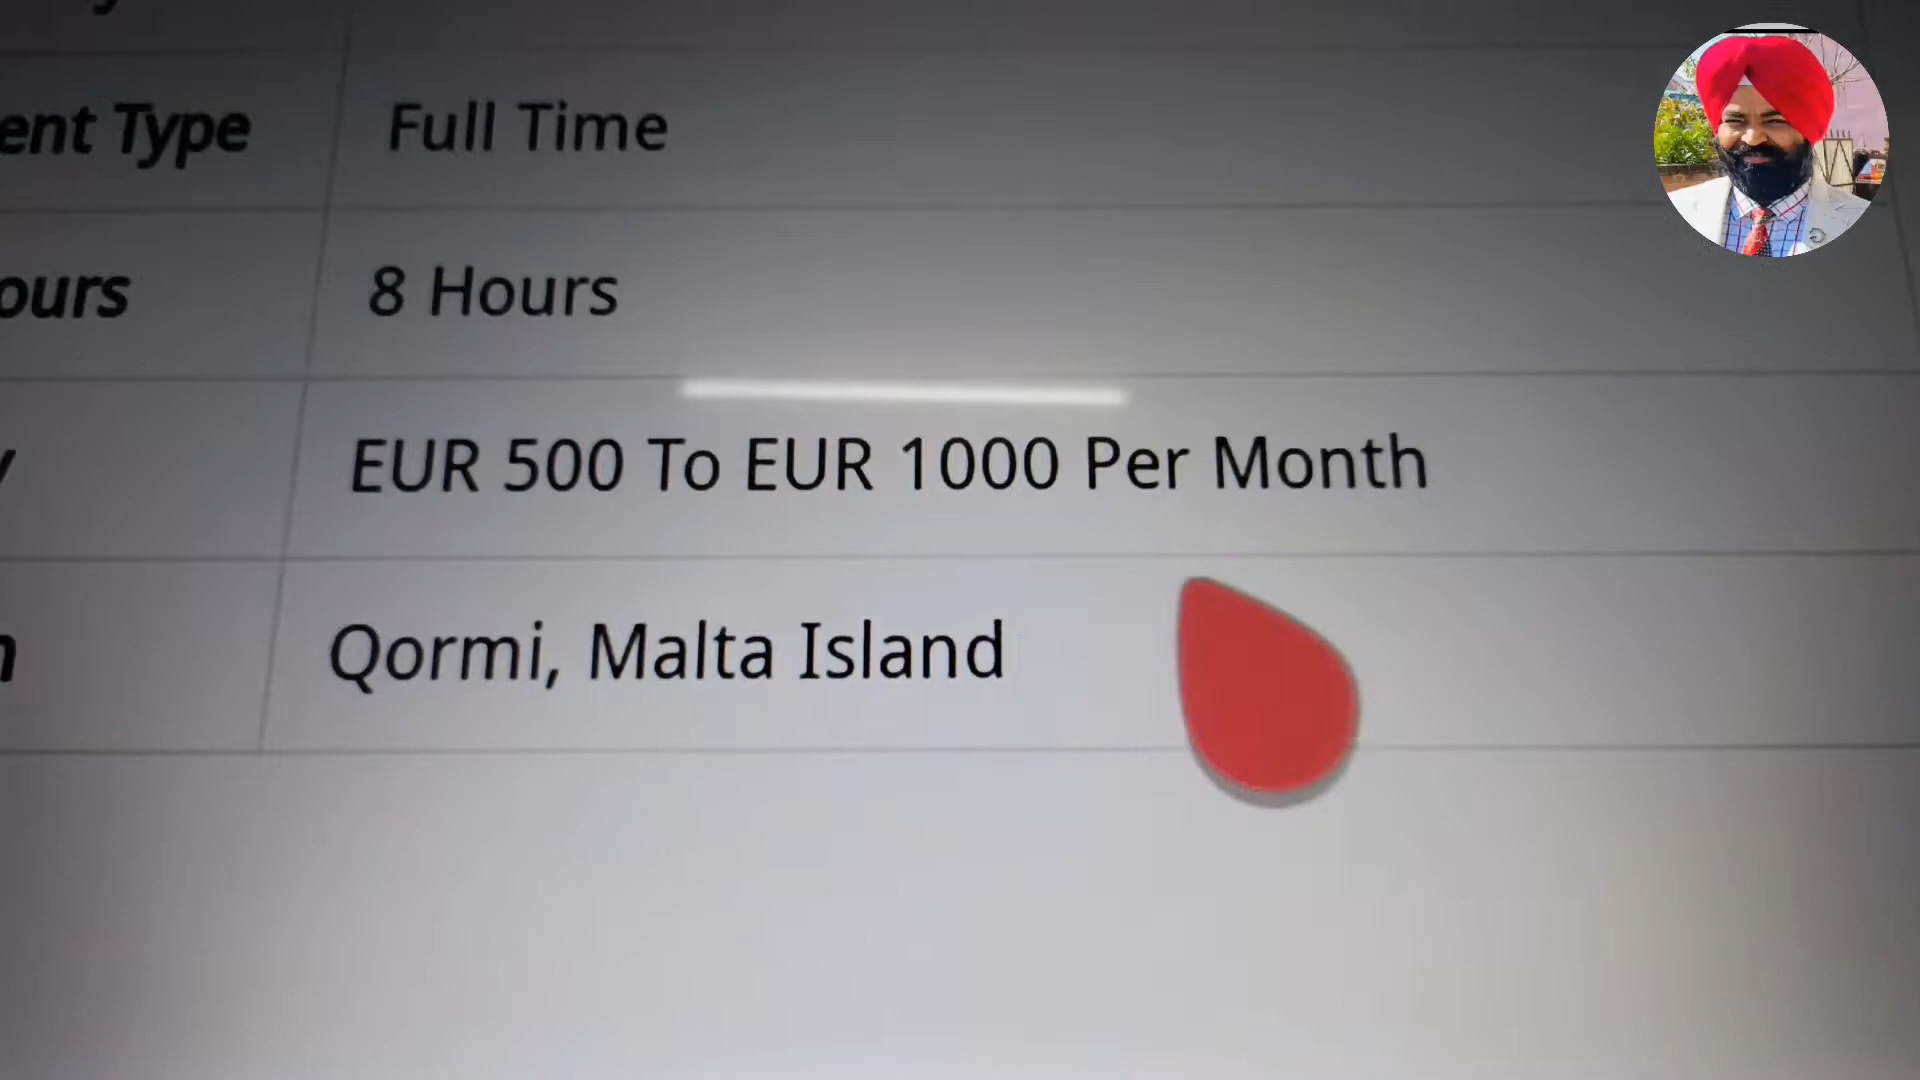 ent Type Full Time
ours 8 Hours
EUR 500 To EUR 1000 Per Month
Qormi, Malta Island